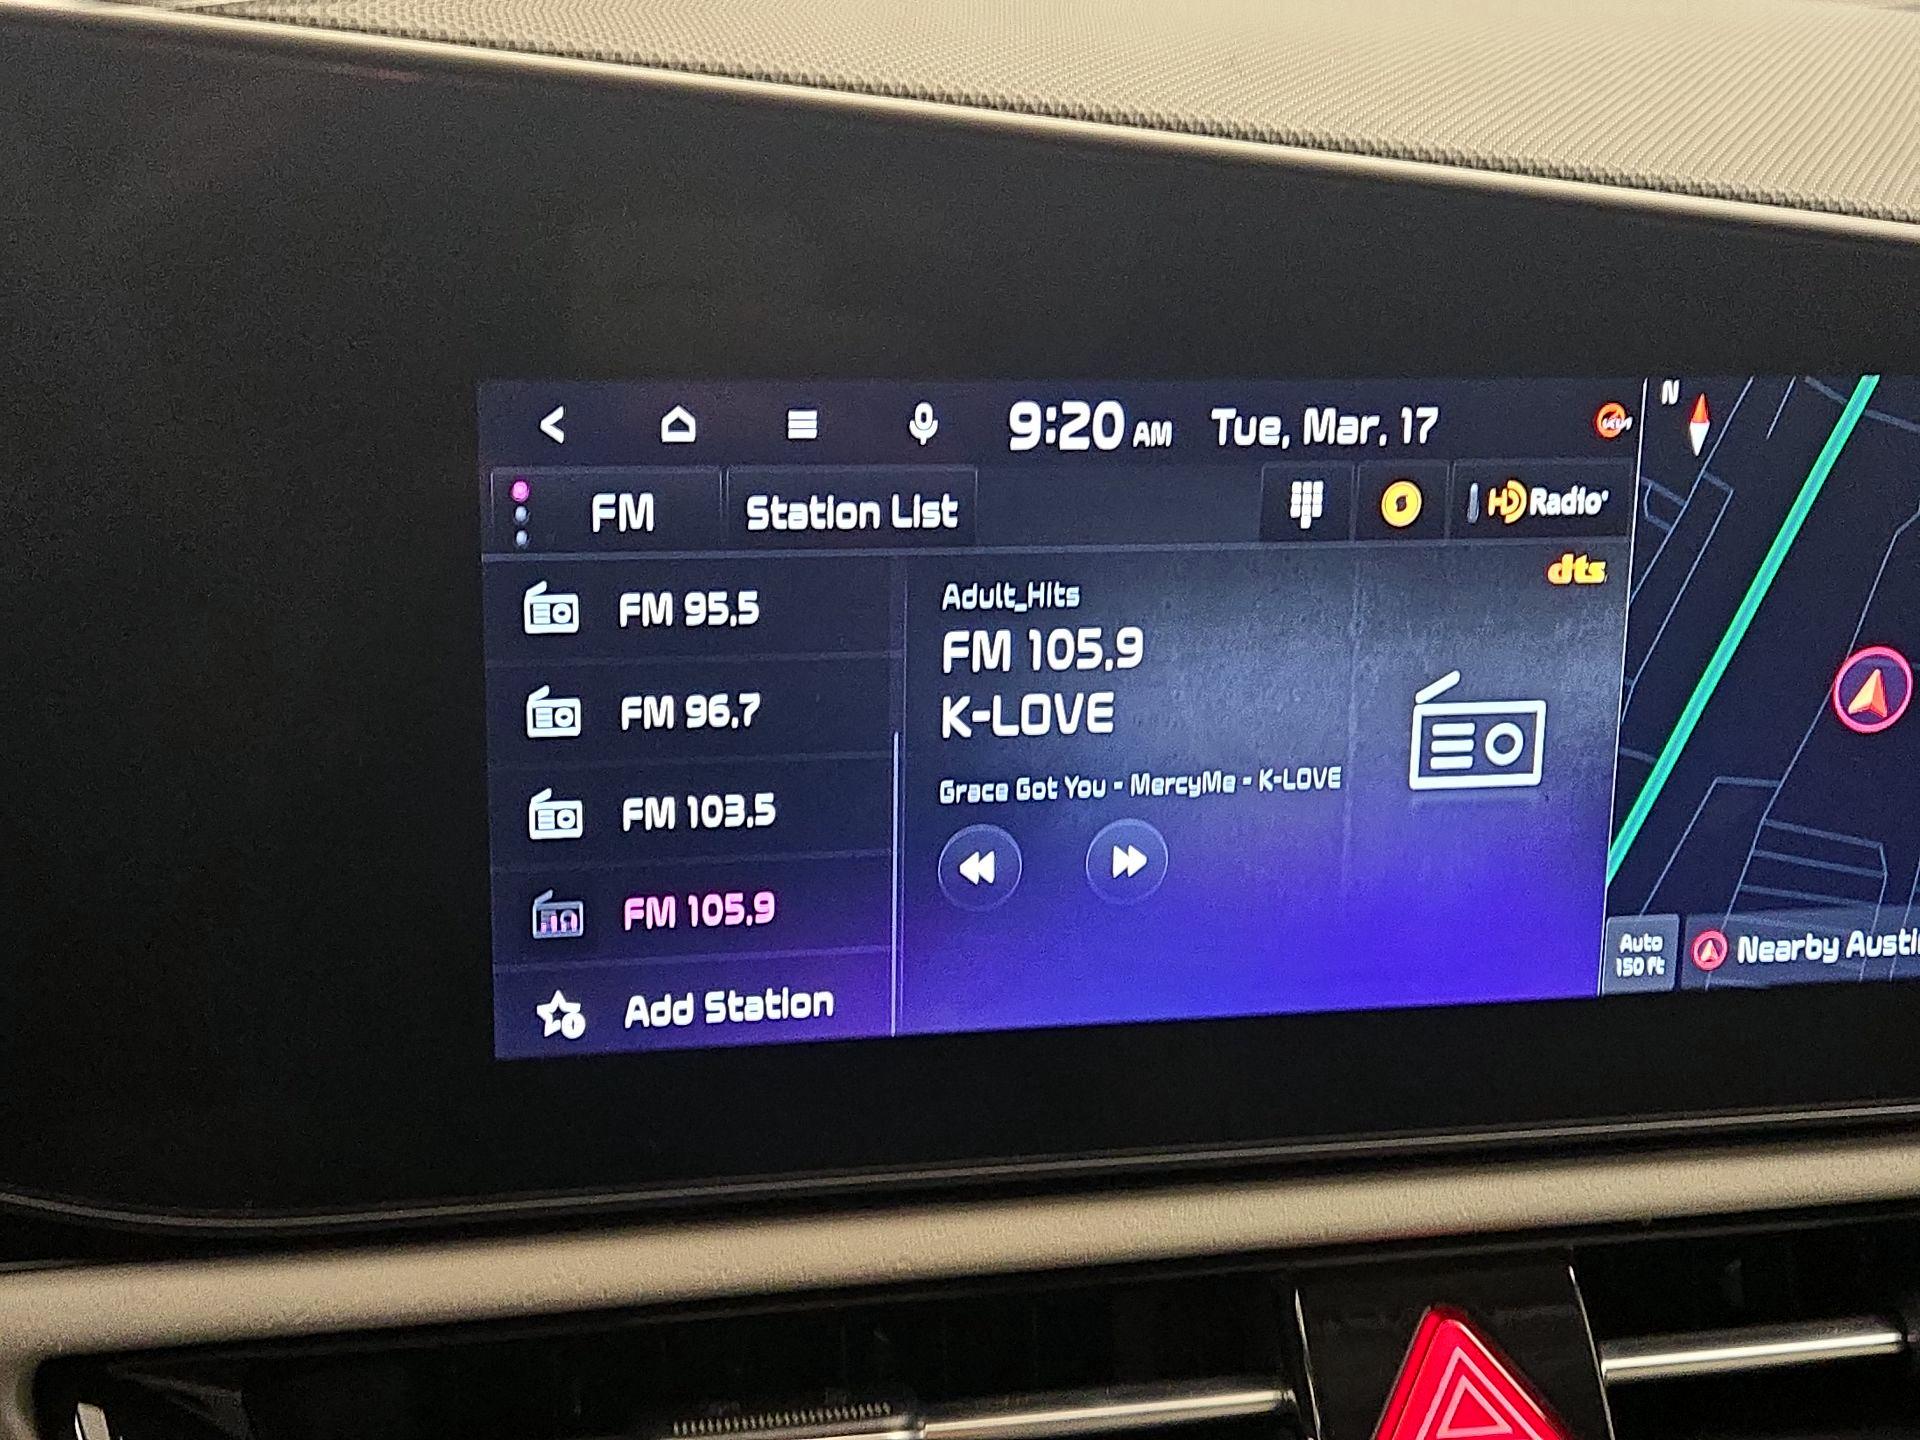 9:20 AM Tue, Mar. 17
N
FM
Station List
HD Radio
dts
FM 95.5
FM 96.7
FM 103.5
FM 105.9
Add Station
Adult_Hits
FM 105.9
K-LOVE
Grace Got You - MercyMe - K-LOVE
Auto
150 ft
Nearby Austi